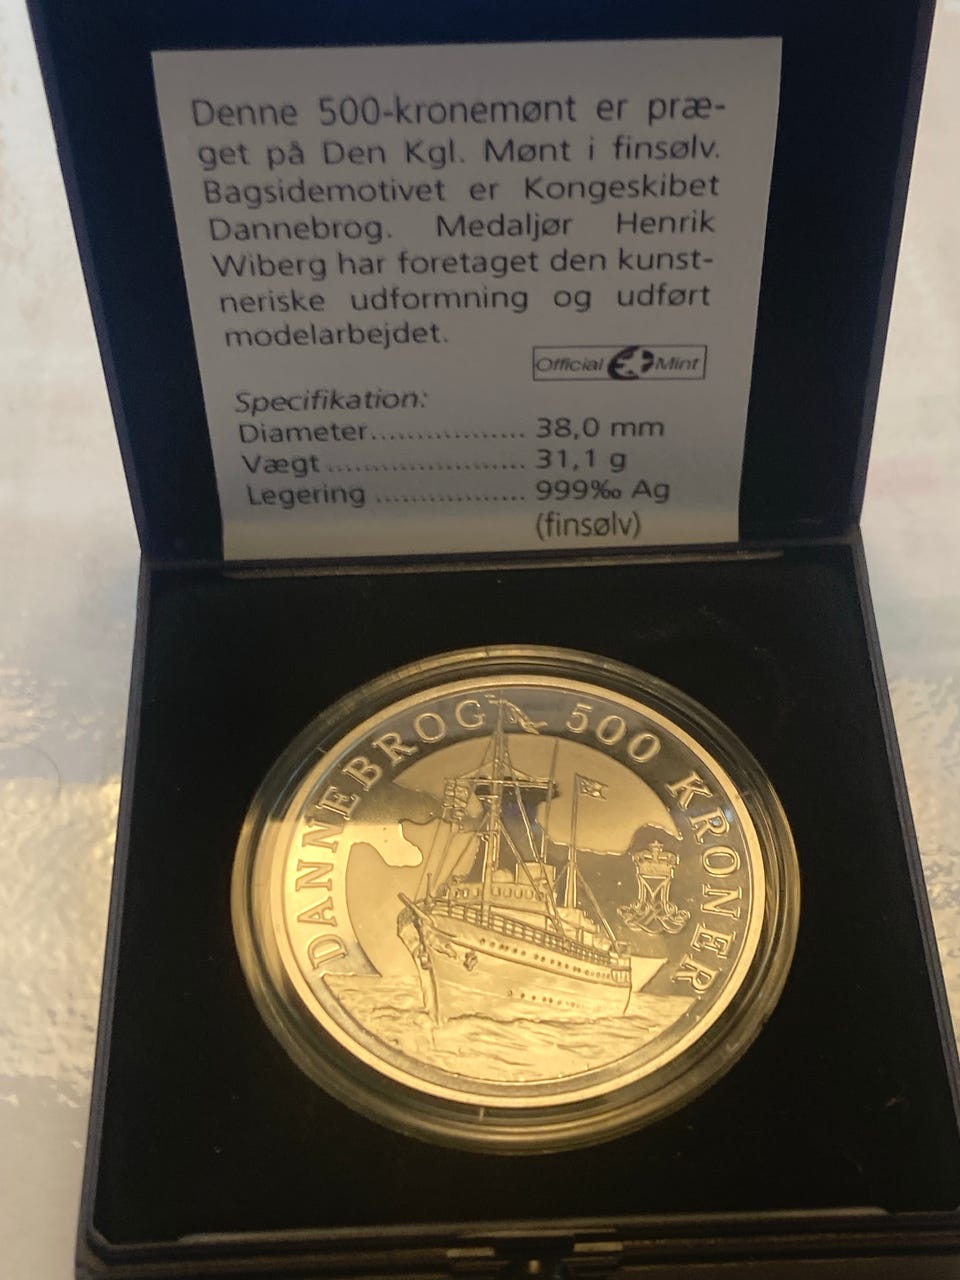 Denne 500-kronemønt er præ-
get på Den Kgl. Mønt i finsølv.
Bagsidemotivet er Kongeskibet
Dannebrog. Medaljør Henrik
Wiberg har foretaget den kunst-
neriske udformning og udført
modelarbejdet.
Official Mint
Specifikation:
Diameter................. 38,0 mm
Vægt ...................... 31,1 g
Legering ................. 999‰ Ag
(finsølv)
DANNEBROG 500 KRONER